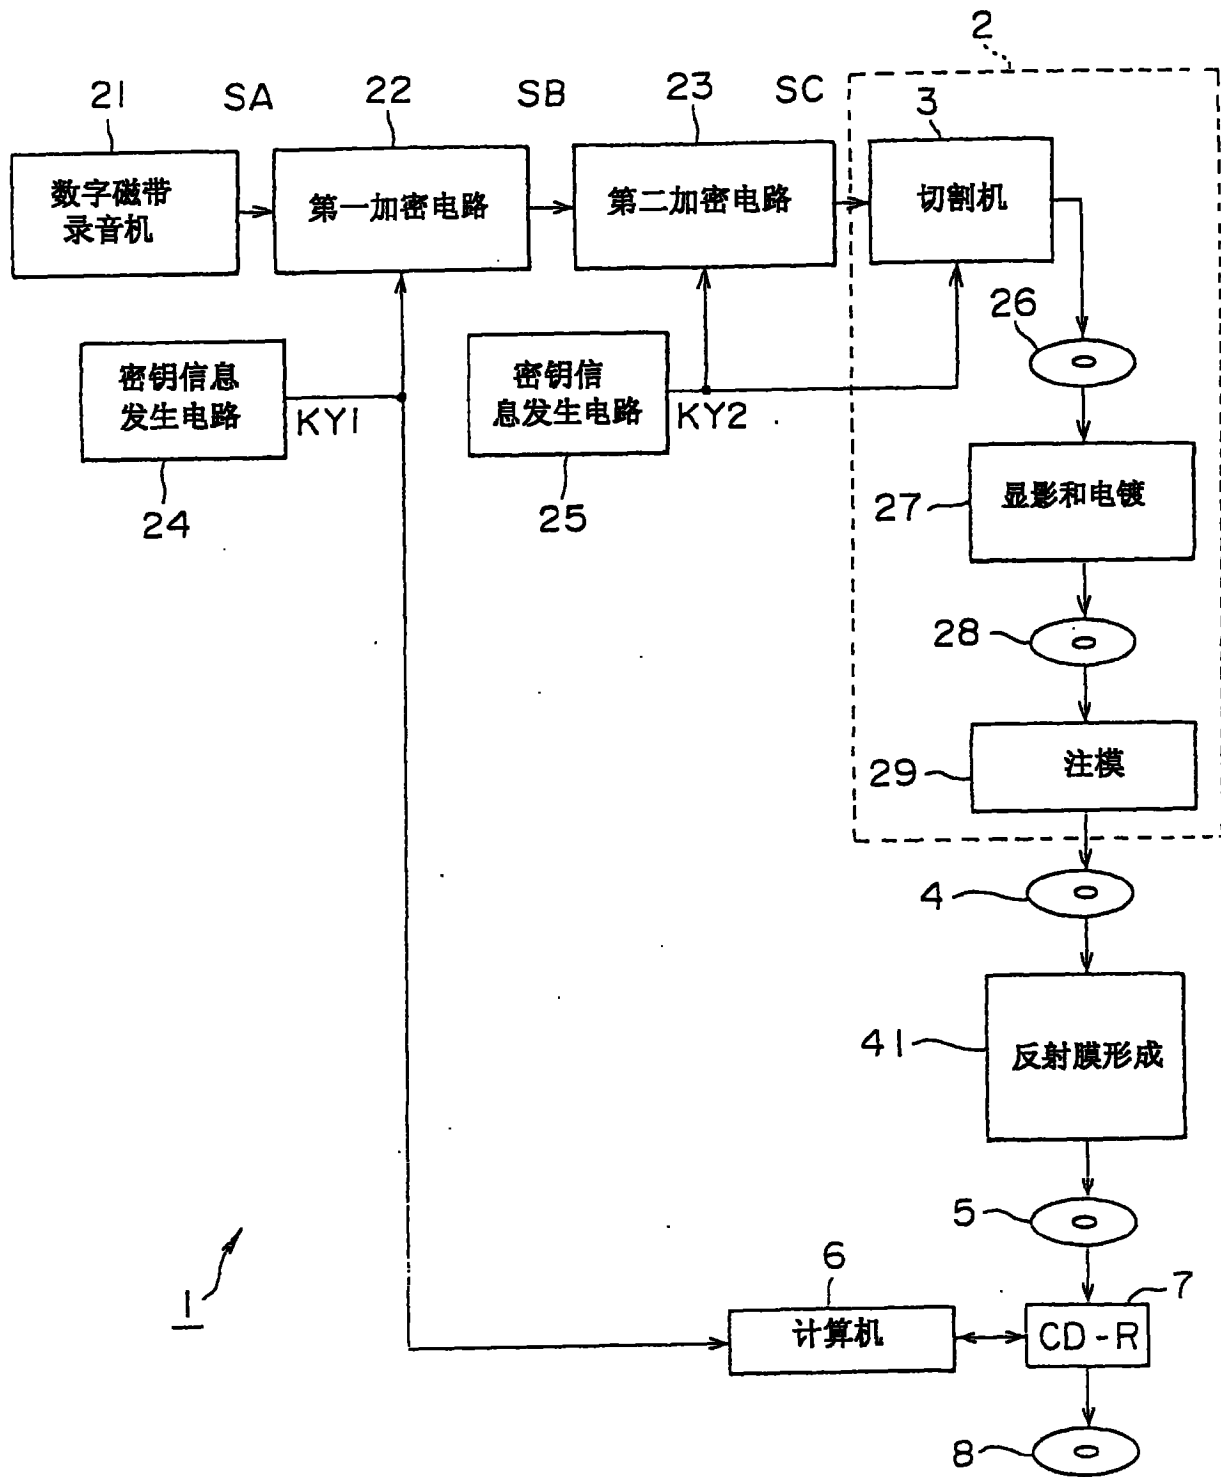 2
21
SA
22
SB
23
SC
3
数字磁带
录音机
第一加密电路
第二加密电路
切割机
26
密钥信息
发生电路
KY1
密钥信
息发生电路
KY2
24
25
27
显影和电镀
28
29
注模
4
41
反射膜形成
5
6
7
1
计算机
CD-R
8